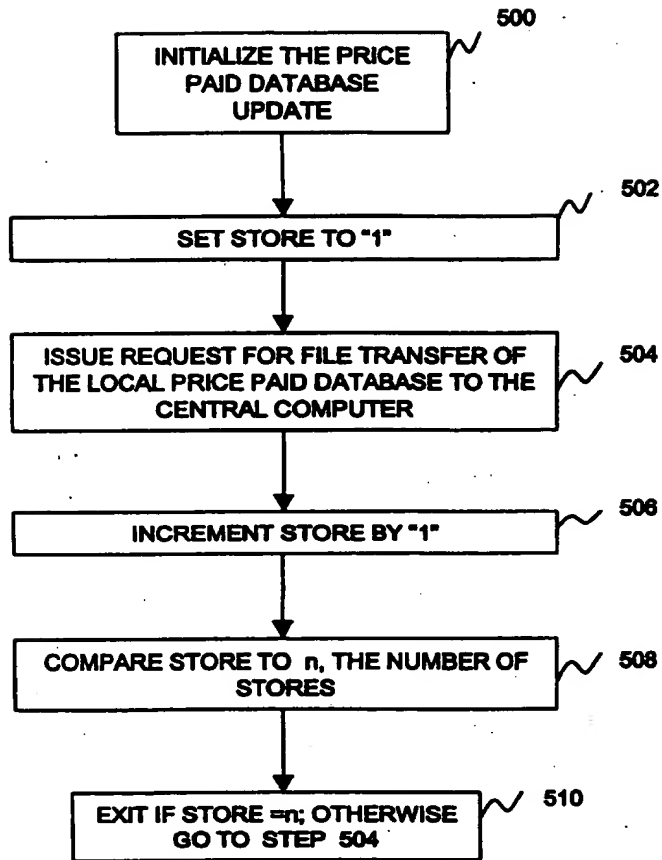 500
INITIALIZE THE PRICE
PAID DATABASE
UPDATE
502
SET STORE TO "1"
504
ISSUE REQUEST FOR FILE TRANSFER OF
THE LOCAL PRICE PAID DATABASE TO THE
CENTRAL COMPUTER
506
INCREMENT STORE BY "1"
508
COMPARE STORE TO n, THE NUMBER OF
STORES
510
EXIT IF STORE =n; OTHERWISE
GO TO STEP 504